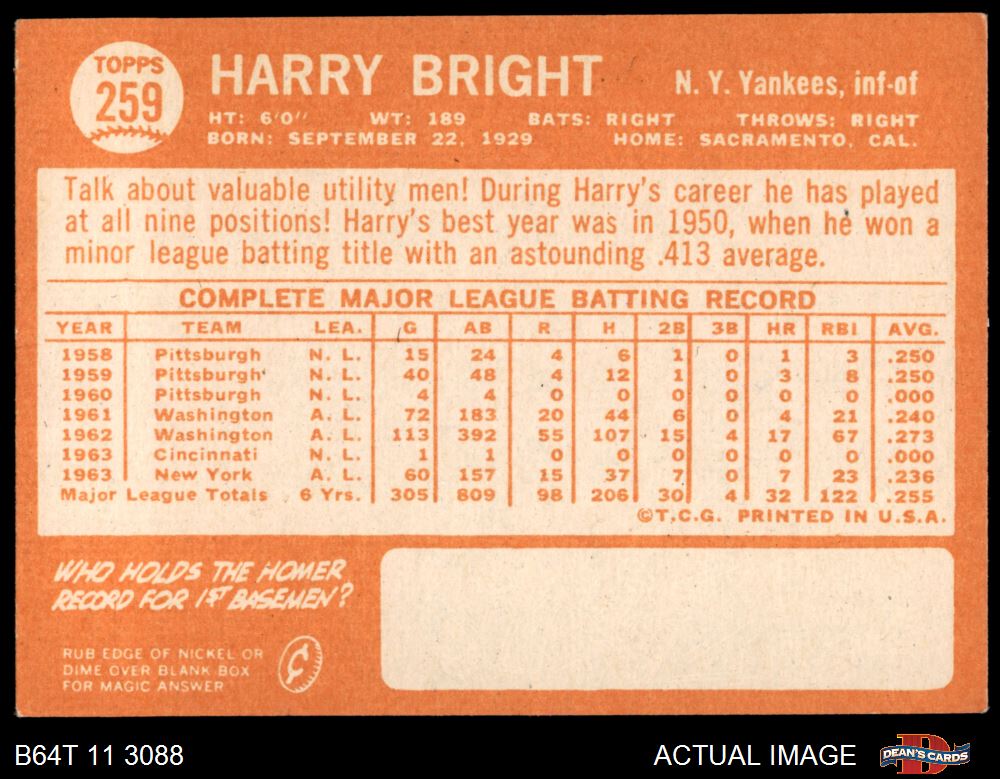 TOPPS
259
HARRY BRIGHT
N. Y. Yankees, inf-of
HT: 6'0" WT: 189 BATS: RIGHT THROWS: RIGHT
BORN: SEPTEMBER 22, 1929 HOME: SACRAMENTO, CAL.
Talk about valuable utility men! During Harry's career he has played
at all nine positions! Harry's best year was in 1950, when he won a
minor league batting title with an astounding .413 average.
COMPLETE MAJOR LEAGUE BATTING RECORD
YEAR TEAM LEA. G AB R H 2B 3B HR RBI AVG.
1958 Pittsburgh N. L. 15 24 4 6 1 0 1 3 .250
1959 Pittsburgh N. L. 40 48 4 12 1 0 3 8 .250
1960 Pittsburgh N. L. 4 4 0 0 0 0 0 0 .000
1961 Washington A. L. 72 183 20 44 6 0 4 21 .240
1962 Washington A. L. 113 392 55 107 15 4 17 67 .273
1963 Cincinnati N. L. 1 1 0 0 0 0 0 0 .000
1963 New York A. L. 60 157 15 37 7 0 7 23 .236
Major League Totals 6 Yrs. 305 809 98 206 30 4 32 122 .255
©T.C.G. PRINTED IN U.S.A.
WHO HOLDS THE HOMER
RECORD FOR 1ST BASEMEN?
RUB EDGE OF NICKEL OR
DIME OVER BLANK BOX
FOR MAGIC ANSWER
¢
B64T 11 3088
ACTUAL IMAGE
D
DEAN'S CARDS